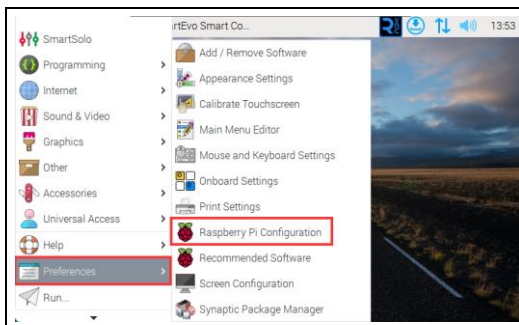 rtEvo Smart Co...
13:53
SmartSolo
Programming
Internet
Sound & Video
Graphics
Other
Accessories
Universal Access
Help
Preferences
Run...
Add / Remove Software
Appearance Settings
Calibrate Touchscreen
Main Menu Editor
Mouse and Keyboard Settings
Onboard Settings
Print Settings
Raspberry Pi Configuration
Recommended Software
Screen Configuration
Synaptic Package Manager